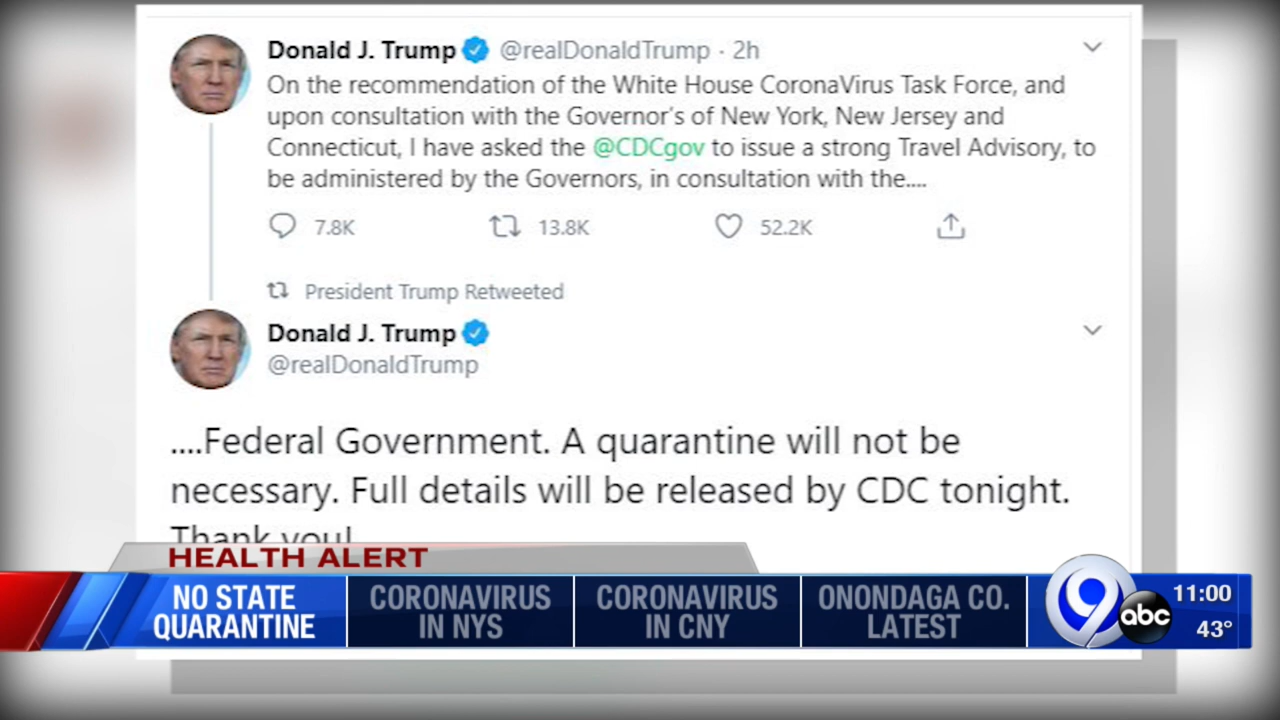 Donald J. Trump @realDonaldTrump · 2h
On the recommendation of the White House CoronaVirus Task Force, and
upon consultation with the Governor's of New York, New Jersey and
Connecticut, I have asked the @CDCgov to issue a strong Travel Advisory, to
be administered by the Governors, in consultation with the....
7.8K 13.8K 52.2K
President Trump Retweeted
Donald J. Trump
@realDonaldTrump
....Federal Government. A quarantine will not be
necessary. Full details will be released by CDC tonight.
Thank you!
HEALTH ALERT
NO STATE
QUARANTINE
CORONAVIRUS
IN NYS
CORONAVIRUS
IN CNY
ONONDAGA CO.
LATEST
9 abc
11:00
43°